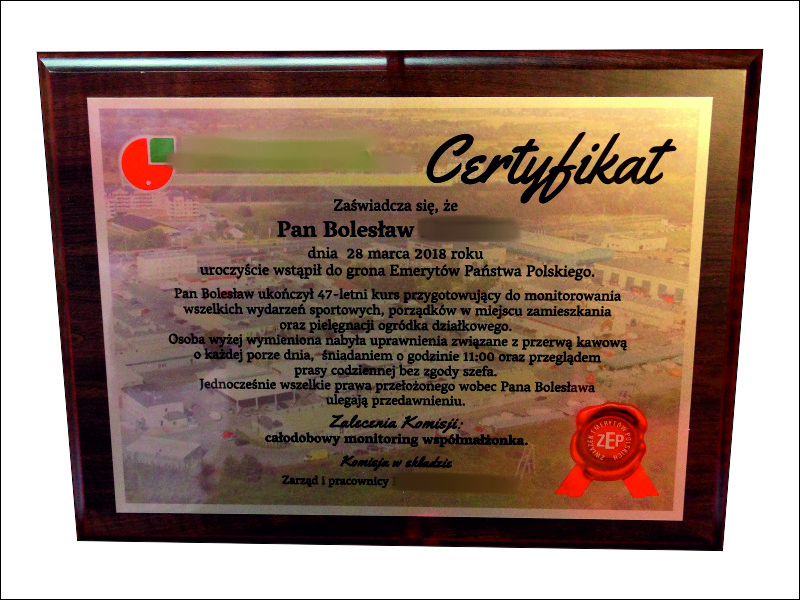 Certyfikat
Zaświadcza się, że
Pan Bolesław
dnia 28 marca 2018 roku
uroczyście wstąpił do grona Emerytów Państwa Polskiego.
Pan Bolesław ukończył 47-letni kurs przygotowujący do monitorowania
wszelkich wydarzeń sportowych, porządków w miejscu zamieszkania
oraz pielęgnacji ogródka działkowego.
Osoba wyżej wymieniona nabyła uprawnienia związane z przerwą kawową
o każdej porze dnia, śniadaniem o godzinie 11:00 oraz przeglądem
prasy codziennej bez zgody szefa.
Jednocześnie wszelkie prawa przełożonego wobec Pana Bolesława
ulegają przedawnieniu.
Zalecenia Komisji:
całodobowy monitoring współmałżonka.
Komisja w składzie
Zarząd i pracownicy
ZWIĄZEK EMERYTÓW POLSKICH
ZEP